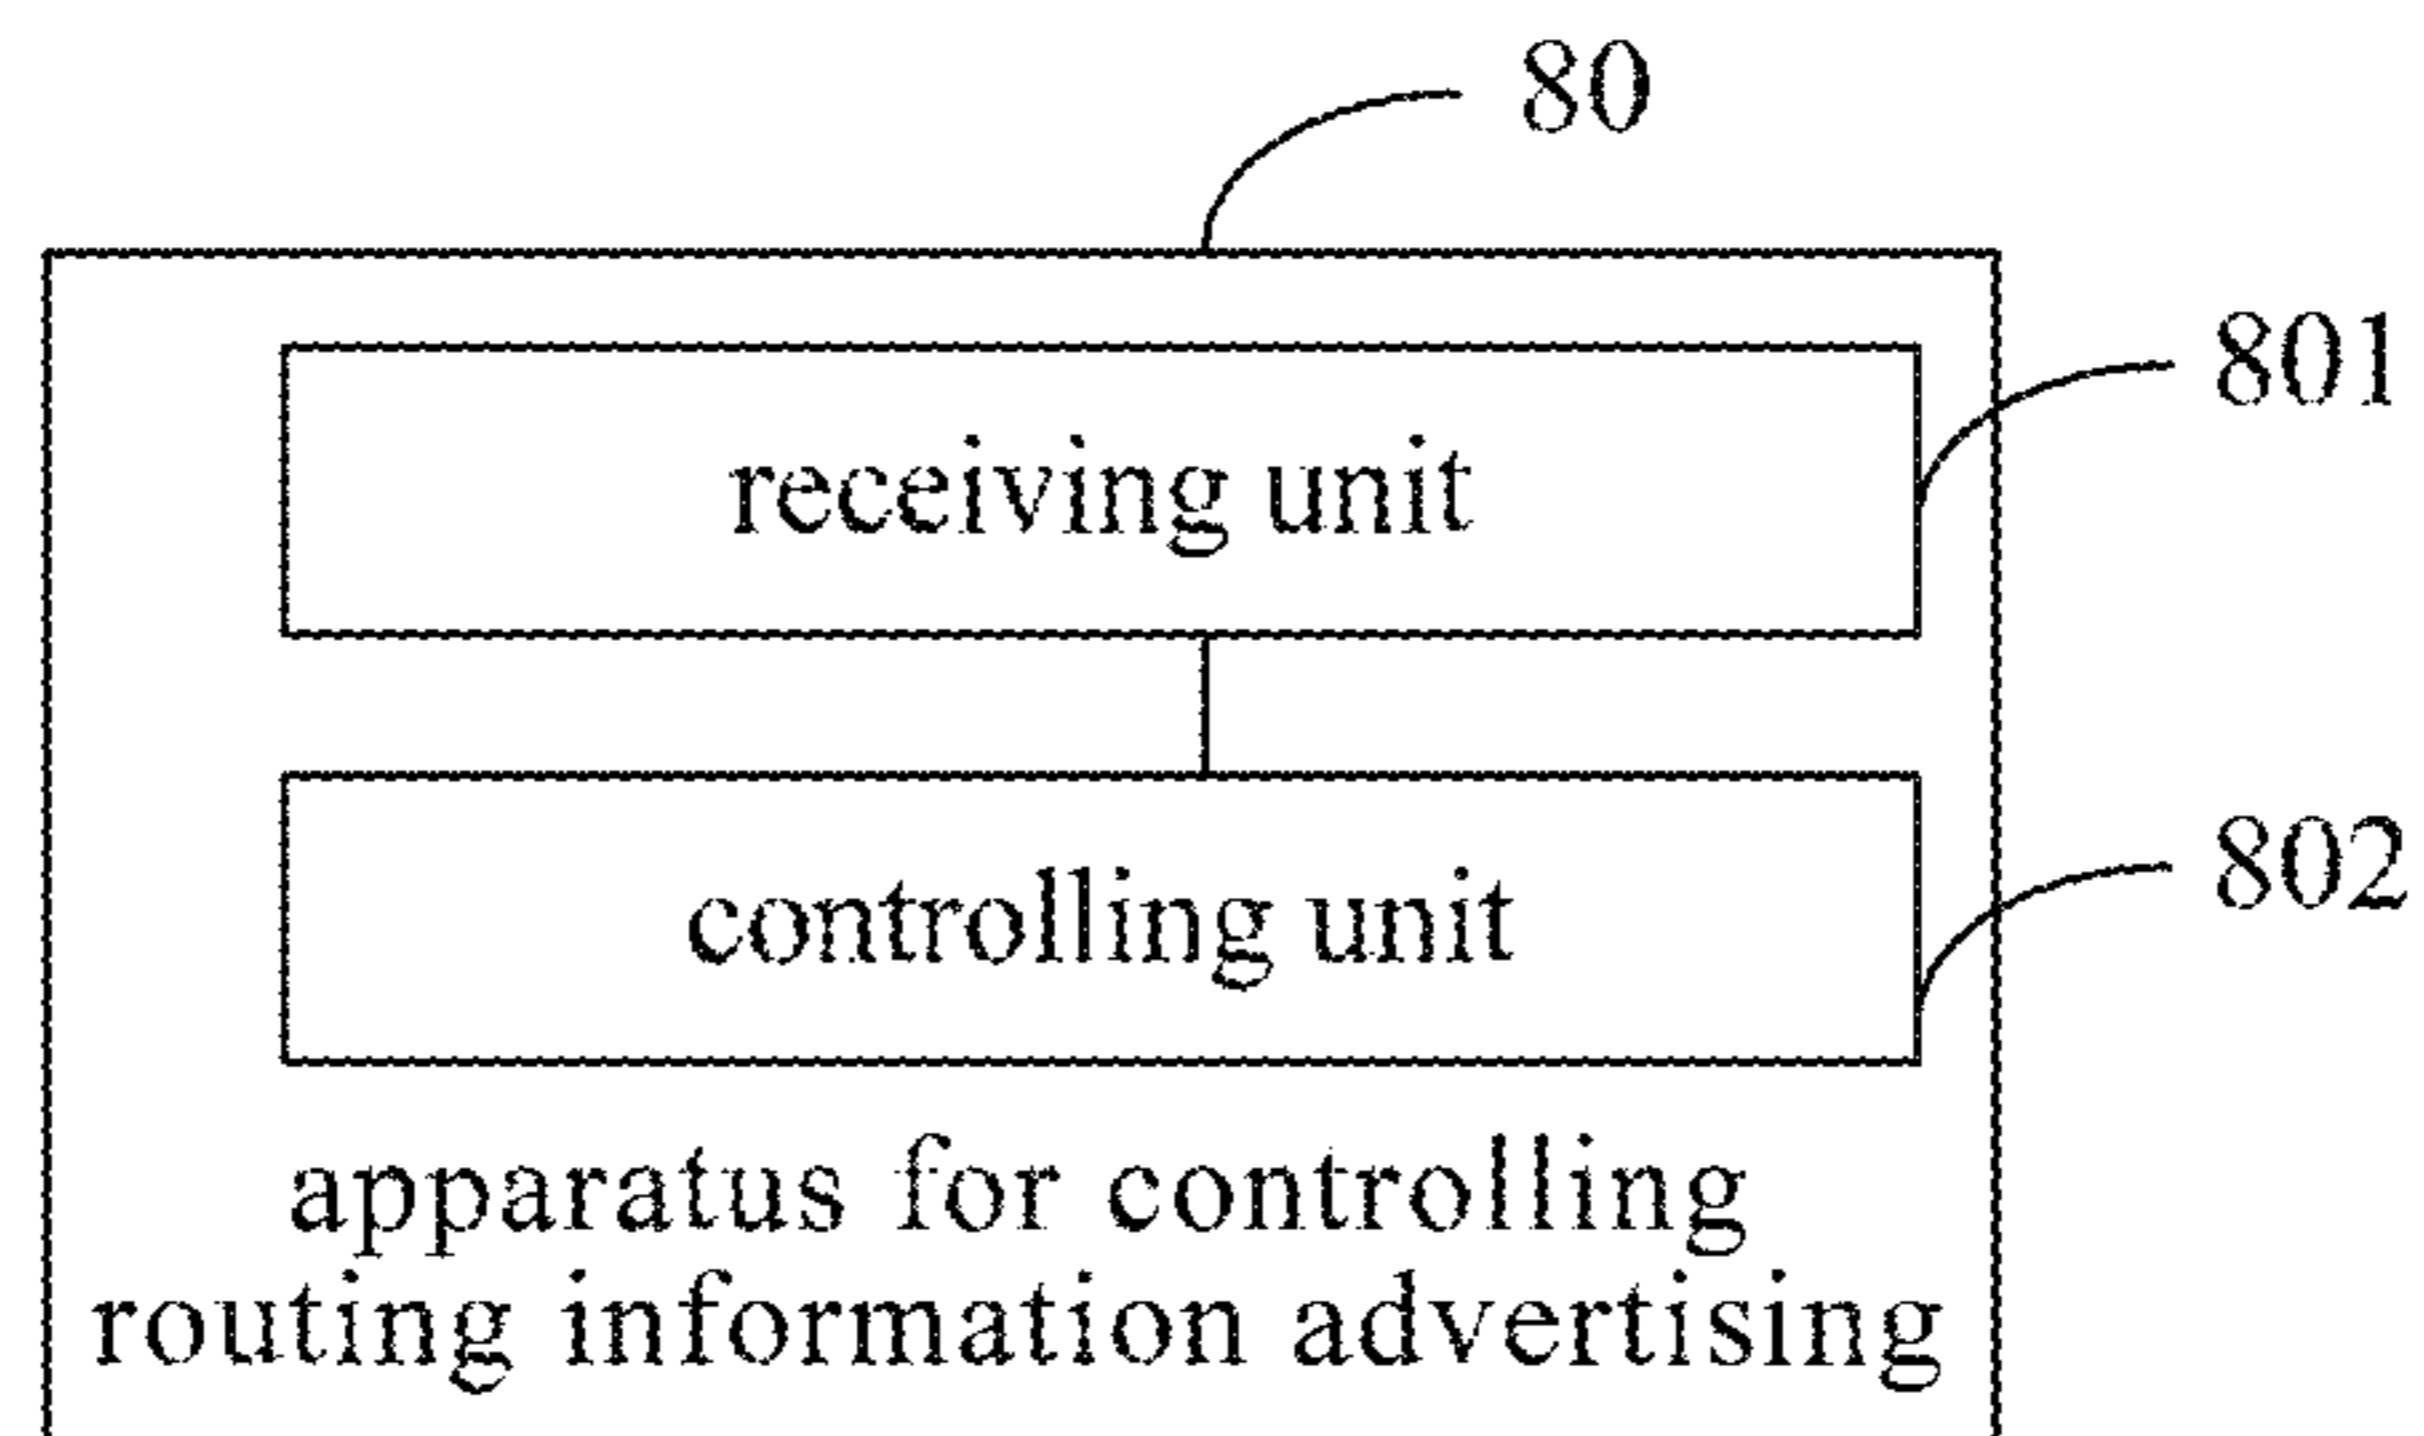 80
801
receiving unit
802
controlling unit
apparatus for controlling
routing information advertising